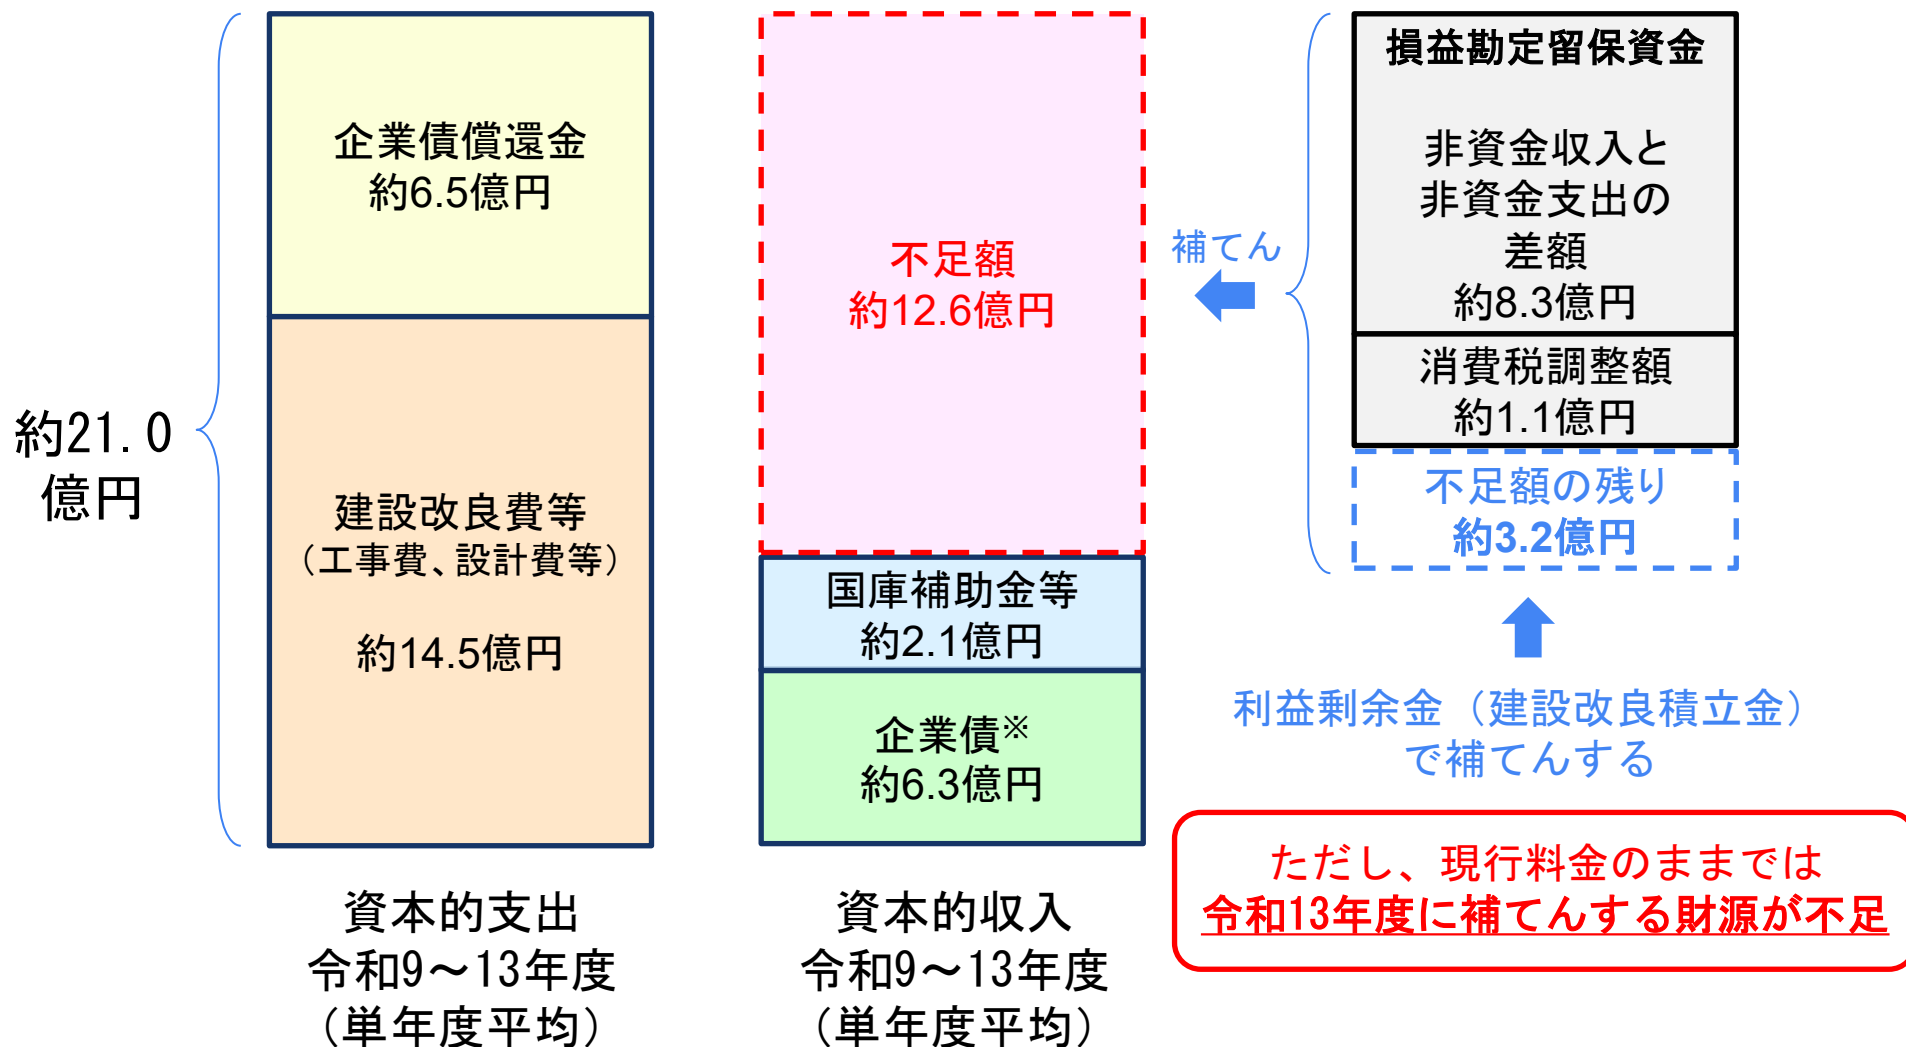 約21.0
億円
企業債償還金
約6.5億円
建設改良費等
（工事費、設計費等）
約14.5億円
資本的支出
令和9～13年度
（単年度平均）
不足額
約12.6億円
国庫補助金等
約2.1億円
企業債※
約6.3億円
資本的収入
令和9～13年度
（単年度平均）
補てん
損益勘定留保資金
非資金収入と
非資金支出の
差額
約8.3億円
消費税調整額
約1.1億円
不足額の残り
約3.2億円
利益剰余金（建設改良積立金）
で補てんする
ただし、現行料金のままでは
令和13年度に補てんする財源が不足